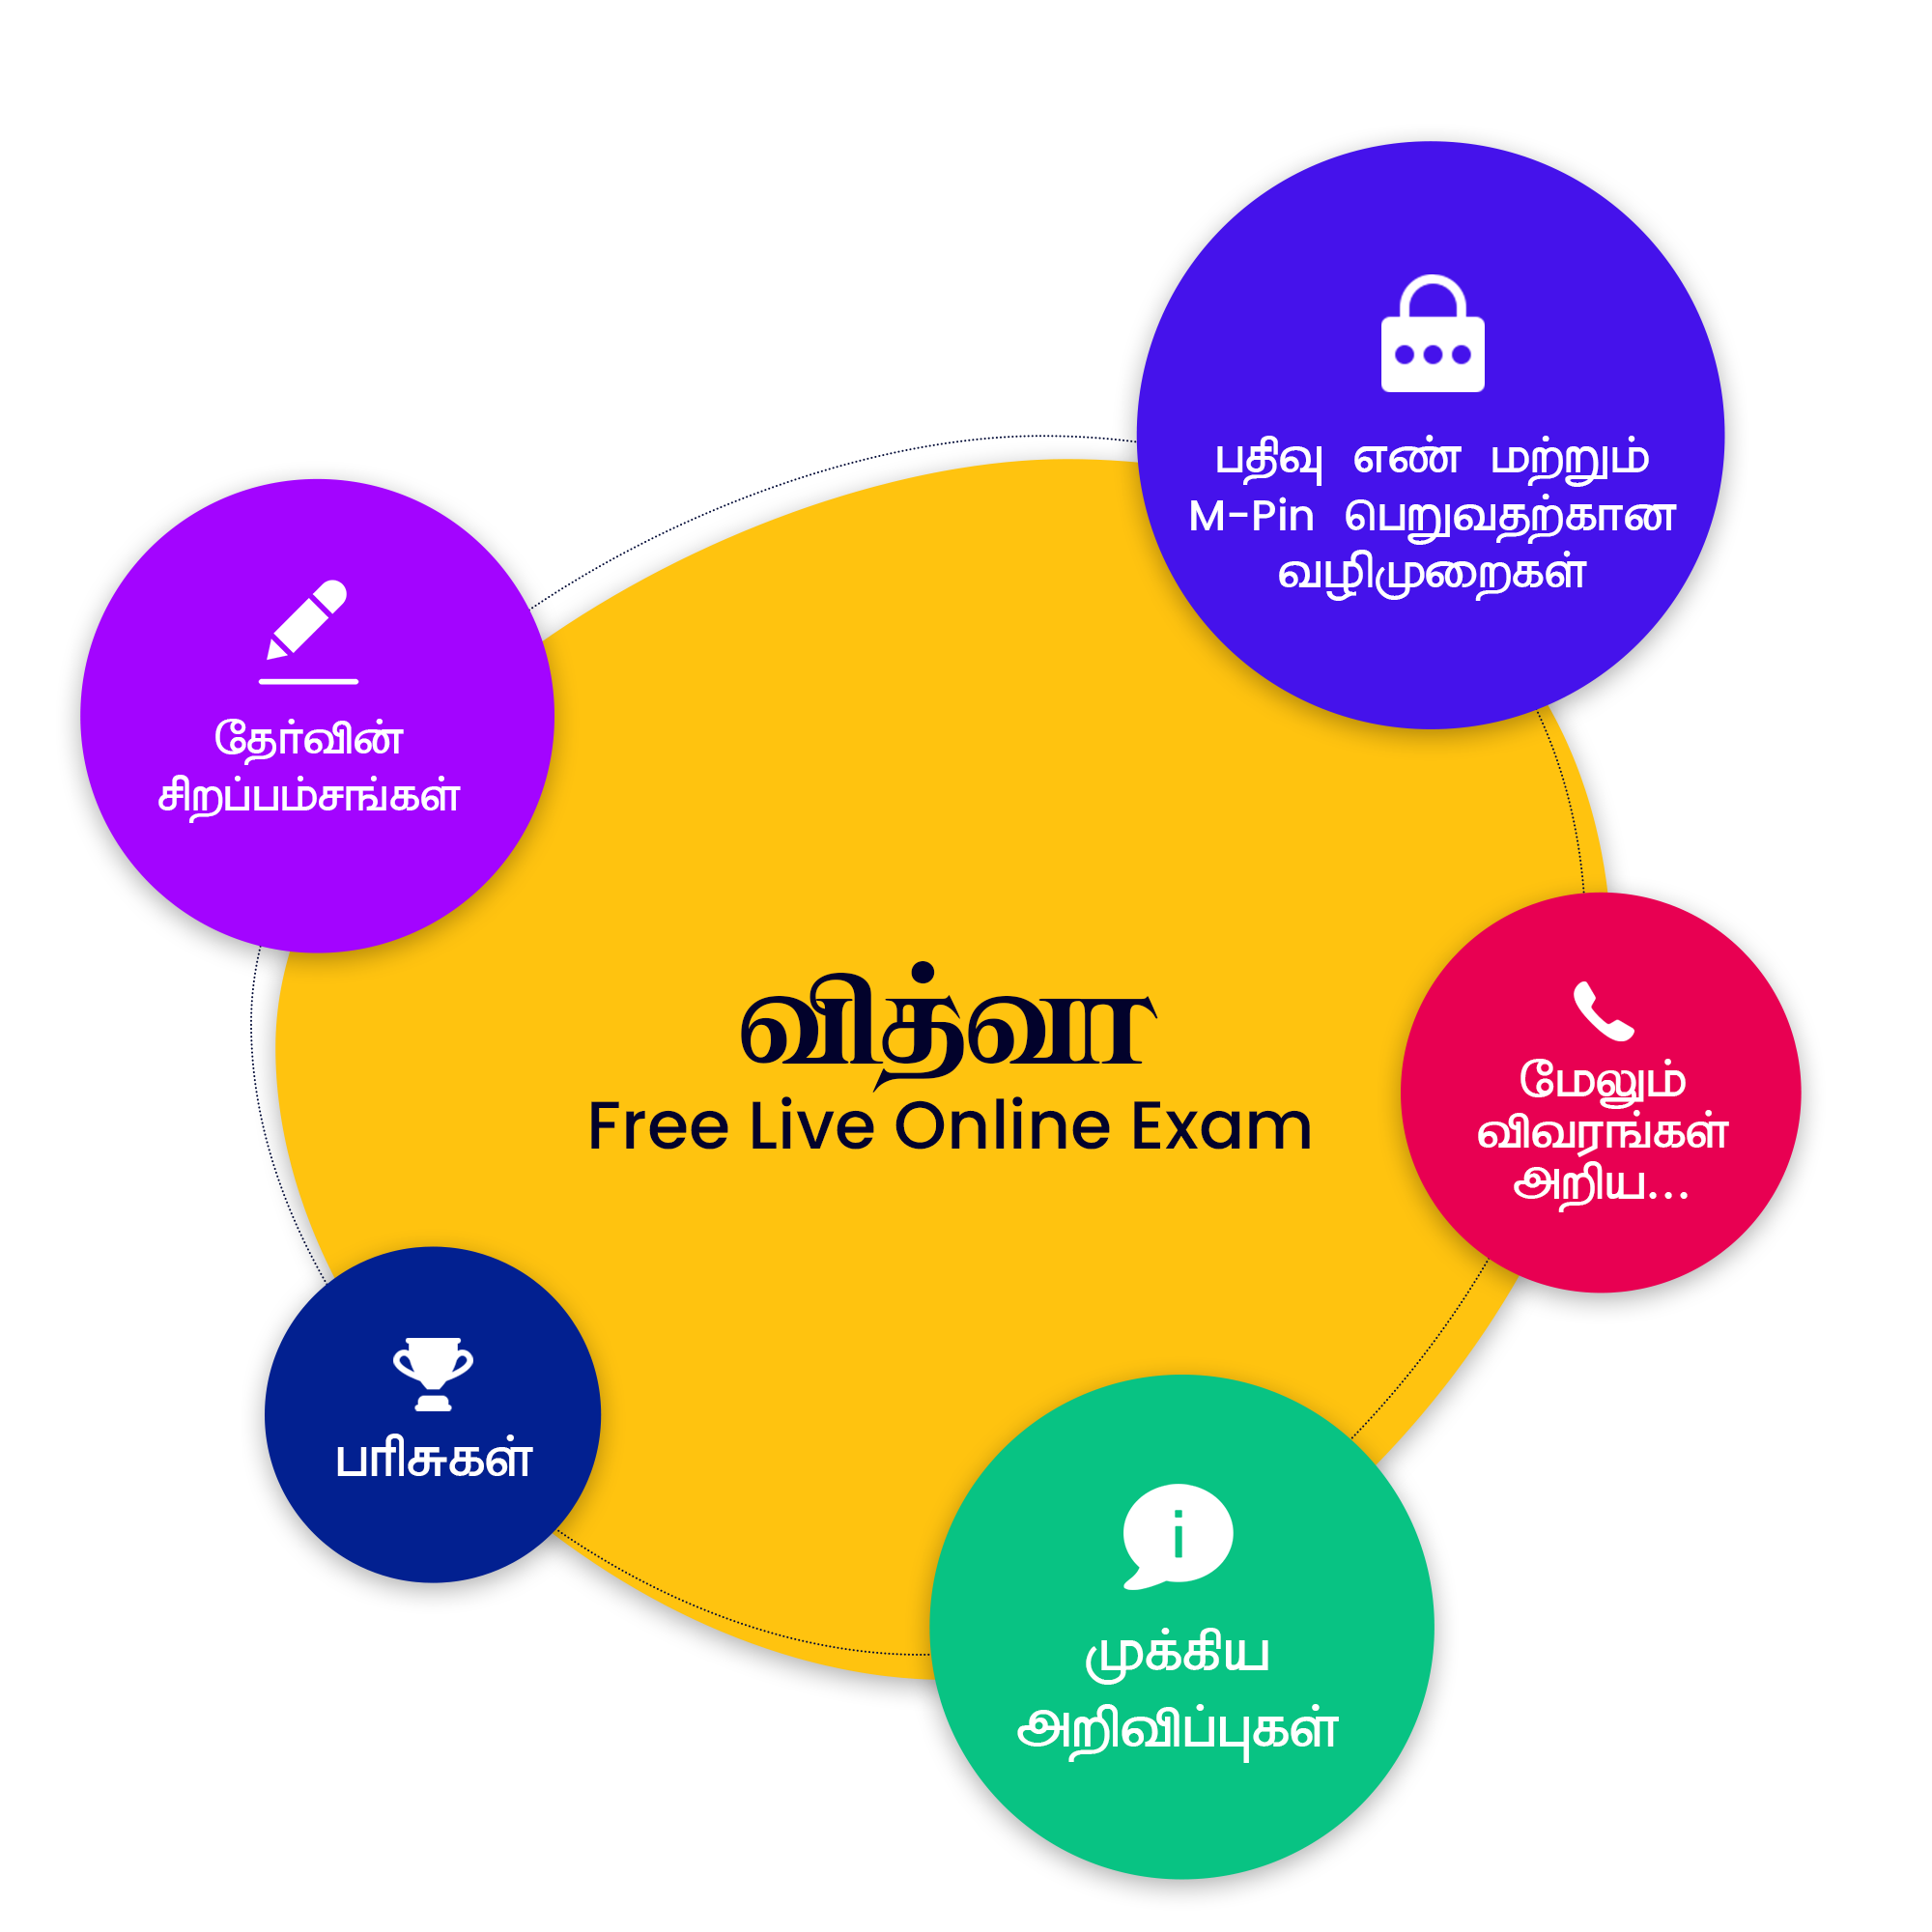 பதிவு எண் மற்றும்
M-Pin பெறுவதற்கான
வழிமுறைகள்
தேர்வின்
சிறப்பம்சங்கள்
வித்வா
Free Live Online Exam
மேலும்
விவரங்கள்
அறிய...
பரிசுகள்
i
முக்கிய
அறிவிப்புகள்